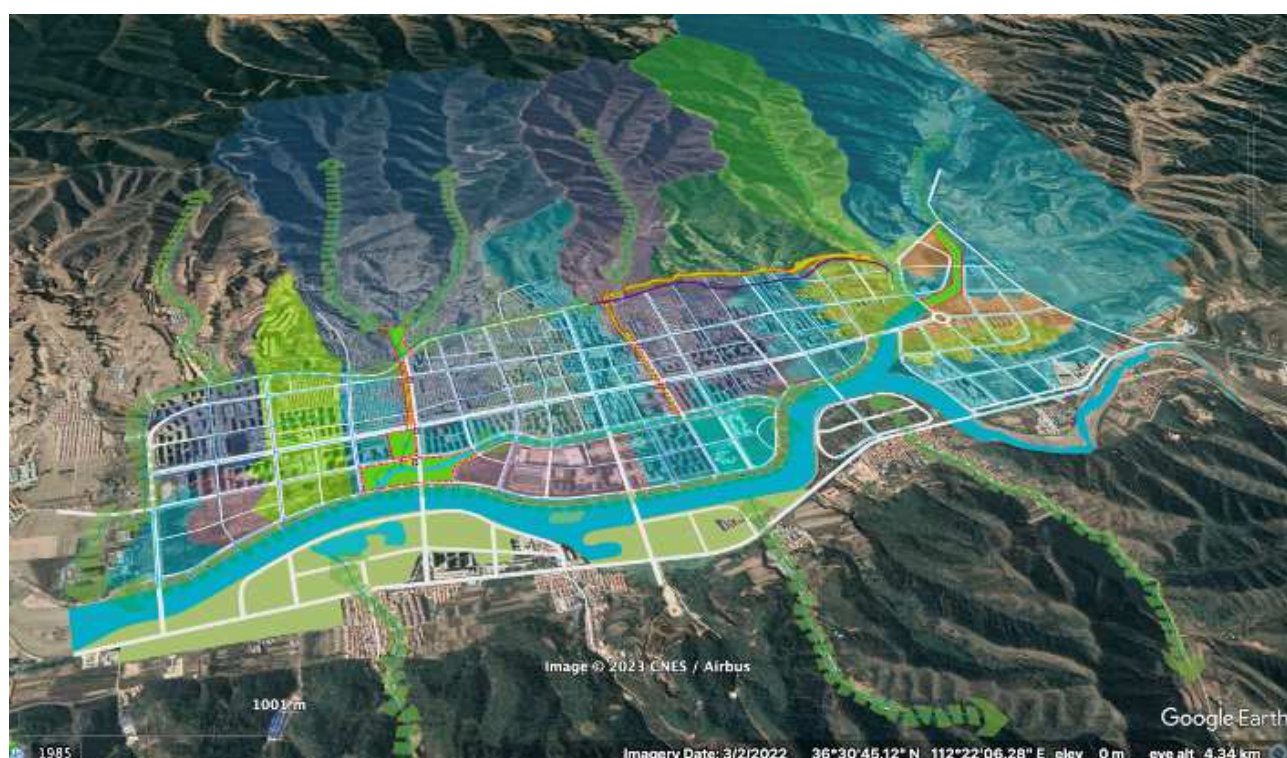 Image © 2023 CNES / Airbus
1001 m
Google Earth
1985
Imagery Date: 3/2/2022 36°30'45.12" N 112°22'06.28" E elev 0 m eye alt 4.34 km